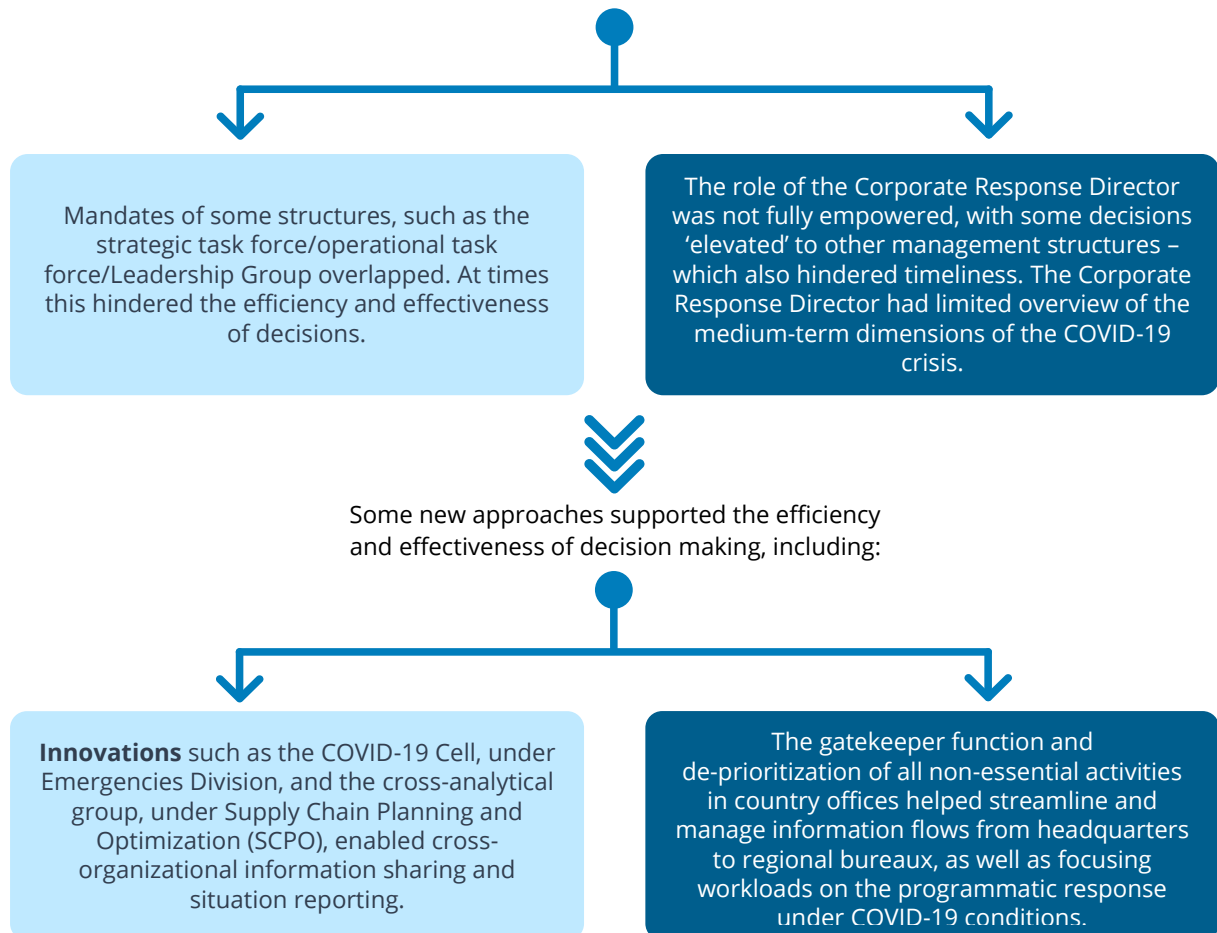 Mandates of some structures, such as the
strategic task force/operational task
force/Leadership Group overlapped. At times
this hindered the efficiency and effectiveness
of decisions.
The role of the Corporate Response Director
was not fully empowered, with some decisions
‘elevated’ to other management structures –
which also hindered timeliness. The Corporate
Response Director had limited overview of the
medium-term dimensions of the COVID-19
crisis.
Some new approaches supported the efficiency
and effectiveness of decision making, including:
Innovations such as the COVID-19 Cell, under
Emergencies Division, and the cross-analytical
group, under Supply Chain Planning and
Optimization (SCPO), enabled cross-
organizational information sharing and
situation reporting.
The gatekeeper function and
de-prioritization of all non-essential activities
in country offices helped streamline and
manage information flows from headquarters
to regional bureaux, as well as focusing
workloads on the programmatic response
under COVID-19 conditions.